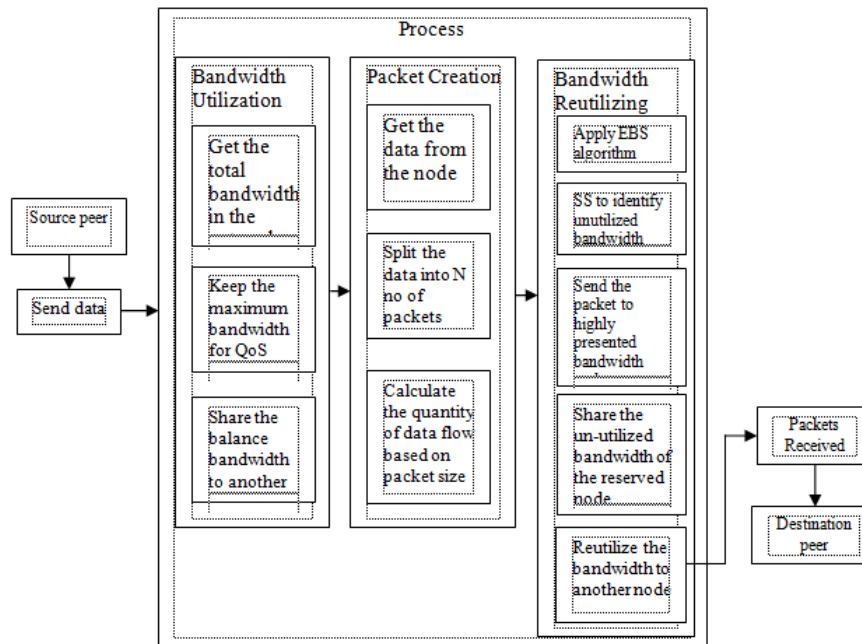 Process
Source peer
Send data
Bandwidth
Utilization
Get the
total
bandwidth
in the
Keep the
maximum
bandwidth
for QoS
Share the
balance
bandwidth
to another
Packet Creation
Get the
data from
the node
Split the
data into N
no of
packets
Calculate
the quantity
of data flow
based on
packet size
Bandwidth
Reutilizing
Apply EBS
algorithm
SS to identify
unutilized
bandwidth
Send the
packet to
highly
presented
bandwidth
Share the
un-utilized
bandwidth of
the reserved
node
Reutilize the
bandwidth to
another node
Packets
Received
Destination
peer